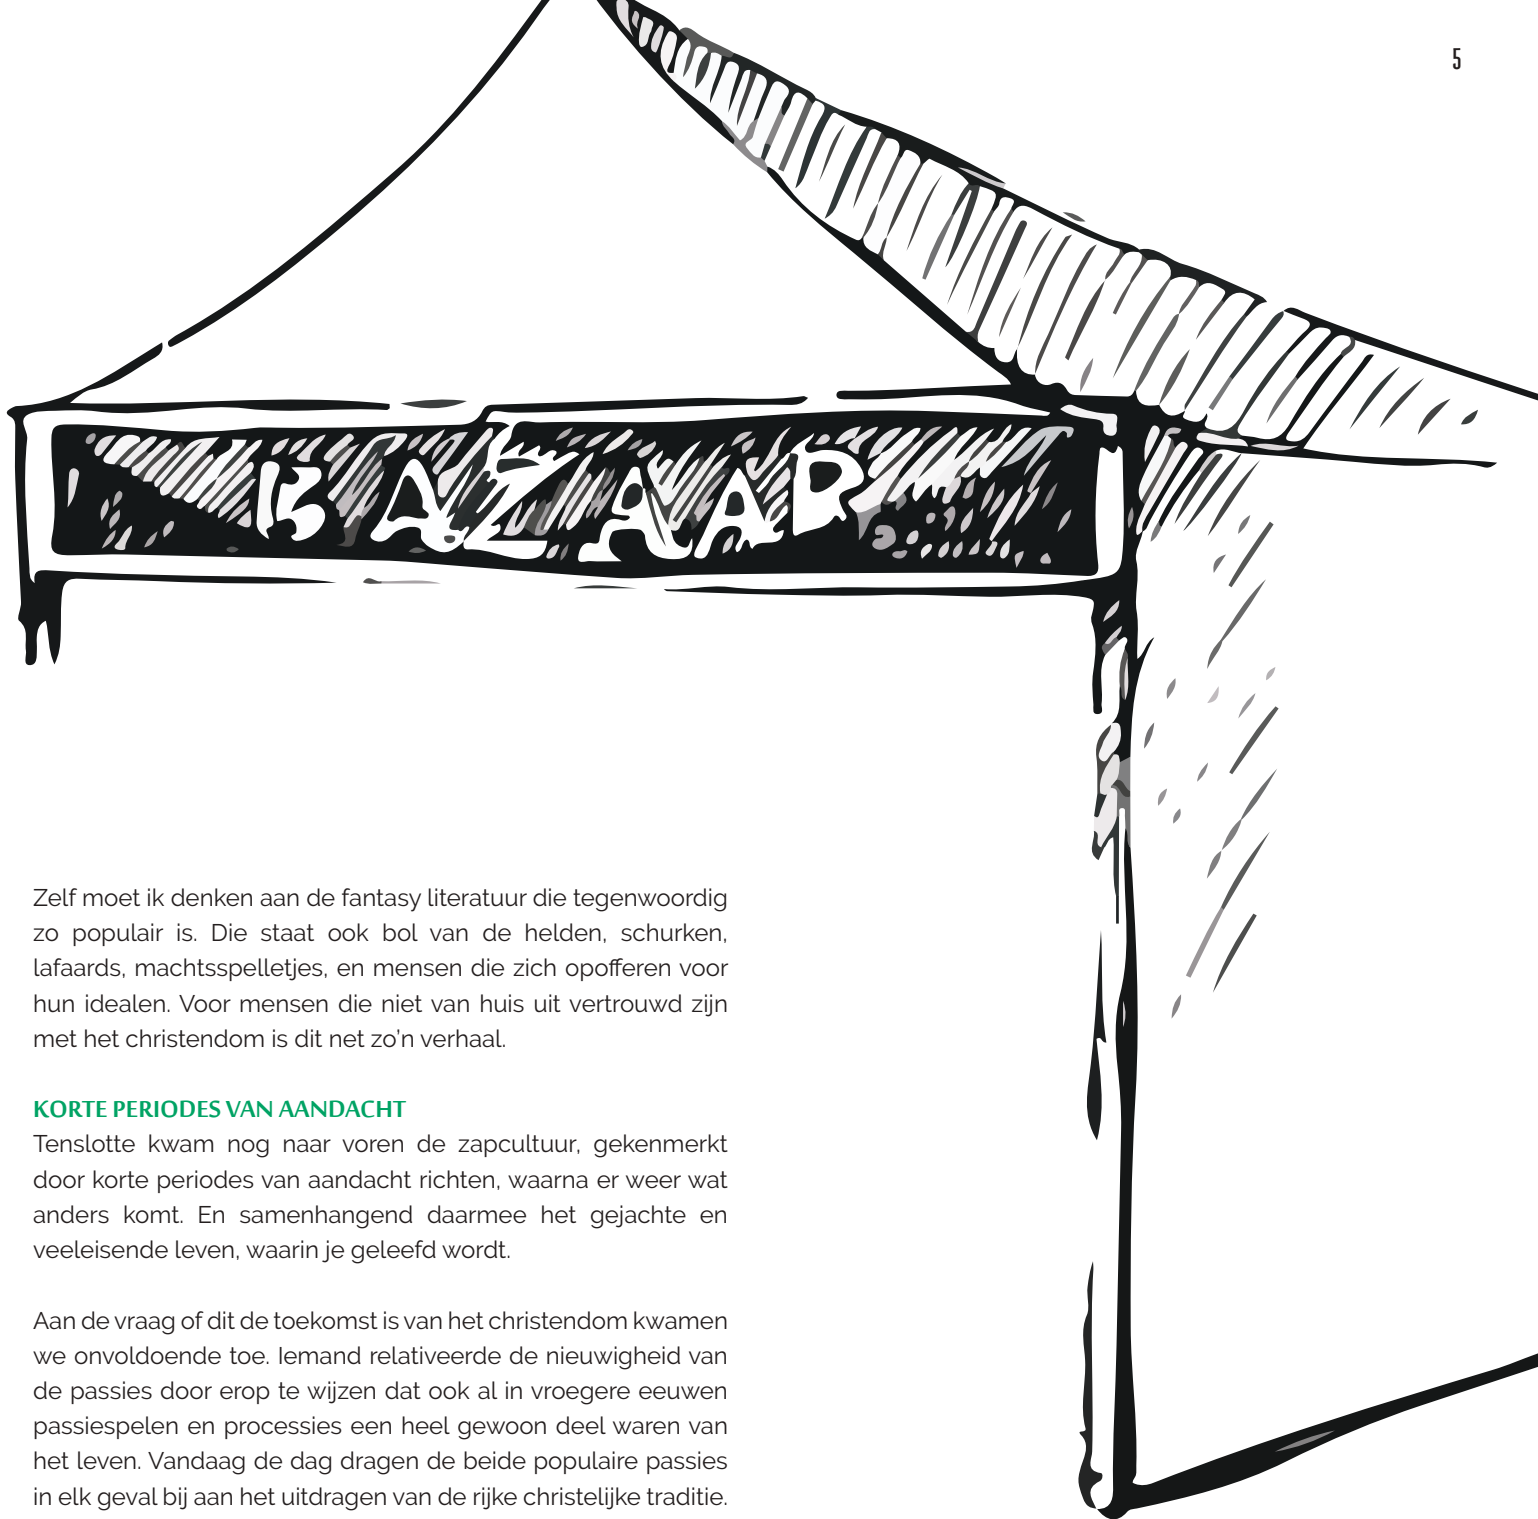 5
BAZAAR
Zelf moet ik denken aan de fantasy literatuur die tegenwoordig
zo populair is. Die staat ook bol van de helden, schurken,
lafaards, machtsspelletjes, en mensen die zich opofferen voor
hun idealen. Voor mensen die niet van huis uit vertrouwd zijn
met het christendom is dit net zo’n verhaal.
KORTE PERIODES VAN AANDACHT
Tenslotte kwam nog naar voren de zapcultuur, gekenmerkt
door korte periodes van aandacht richten, waarna er weer wat
anders komt. En samenhangend daarmee het gejachte en
veeleisende leven, waarin je geleefd wordt.
Aan de vraag of dit de toekomst is van het christendom kwamen
we onvoldoende toe. Iemand relativeerde de nieuwigheid van
de passies door erop te wijzen dat ook al in vroegere eeuwen
passiespelen en processies een heel gewoon deel waren van
het leven. Vandaag de dag dragen de beide populaire passies
in elk geval bij aan het uitdragen van de rijke christelijke traditie.